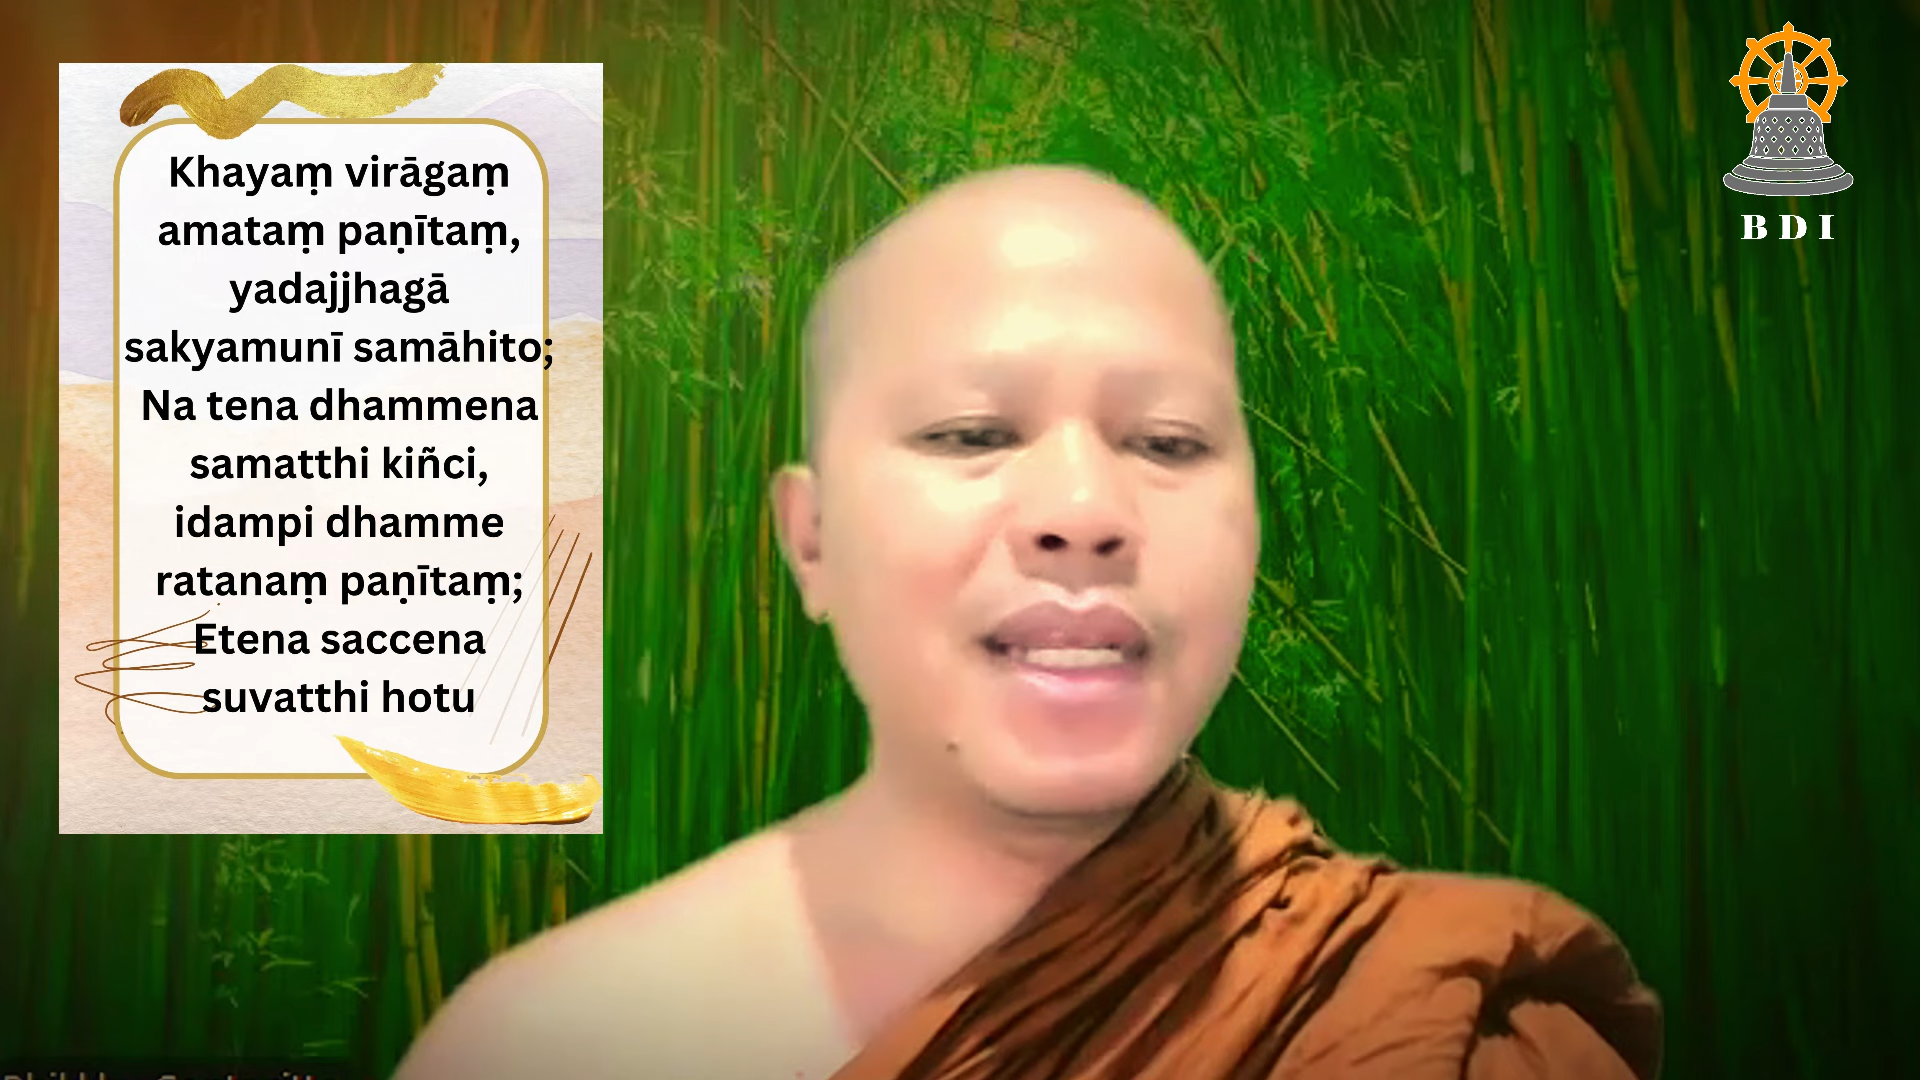 Khayaṃ virāgaṃ
amataṃ paṇītaṃ,
yadajjhagā
sakyamunī samāhito;
Na tena dhammena
samatthi kiñci,
idampi dhamme
ratanaṃ paṇītaṃ;
Etena saccena
suvatthi hotu
BDI